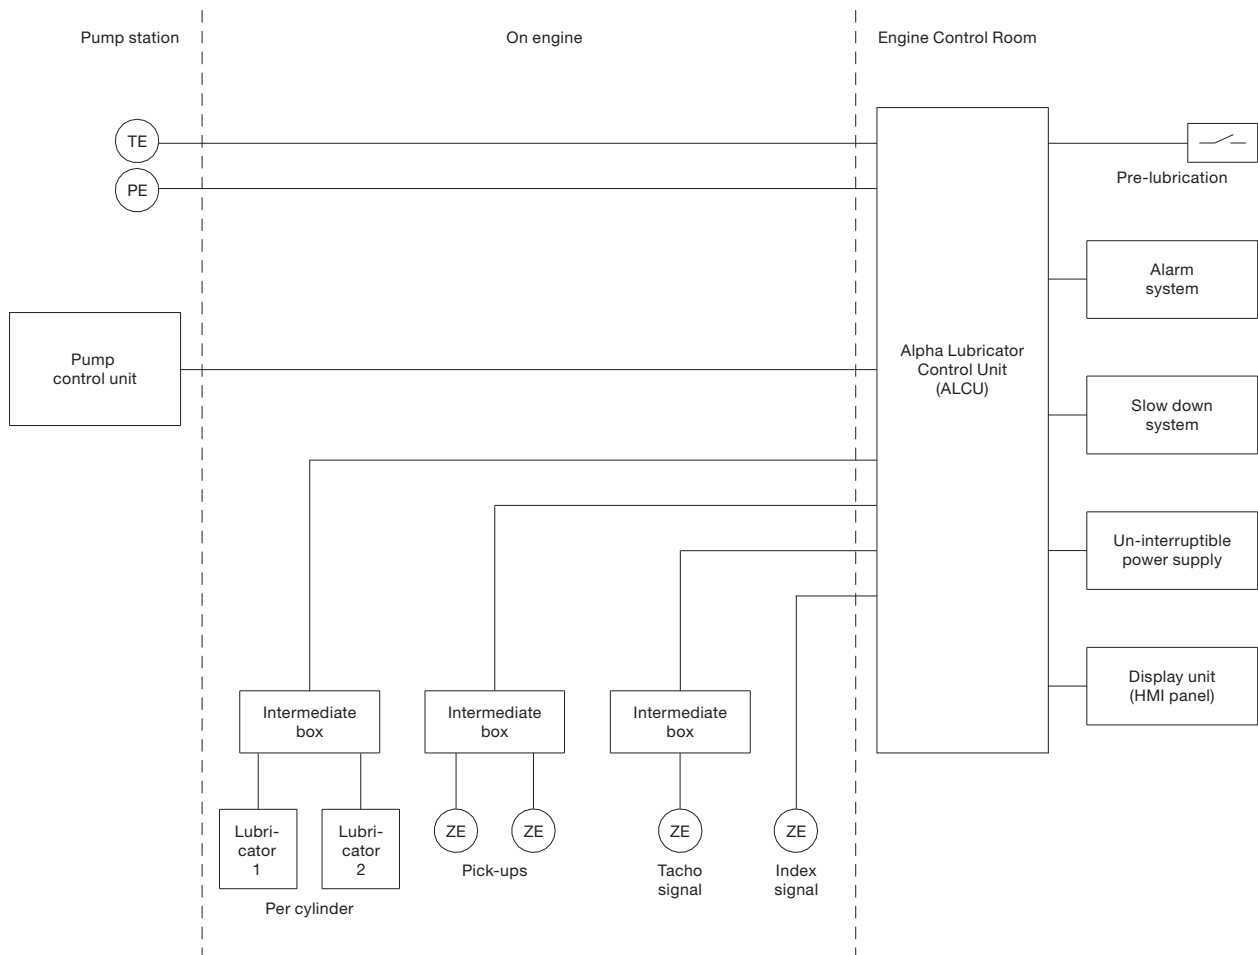 Pump station
On engine
Engine Control Room
TE
PE
Pre-lubrication
Alarm
system
Pump
control unit
Alpha Lubricator
Control Unit
(ALCU)
Slow down
system
Un-interruptible
power supply
Display unit
(HMI panel)
Intermediate
box
Intermediate
box
Intermediate
box
Lubri-
cator
1
Lubri-
cator
2
ZE
ZE
ZE
ZE
Per cylinder
Pick-ups
Tacho
signal
Index
signal